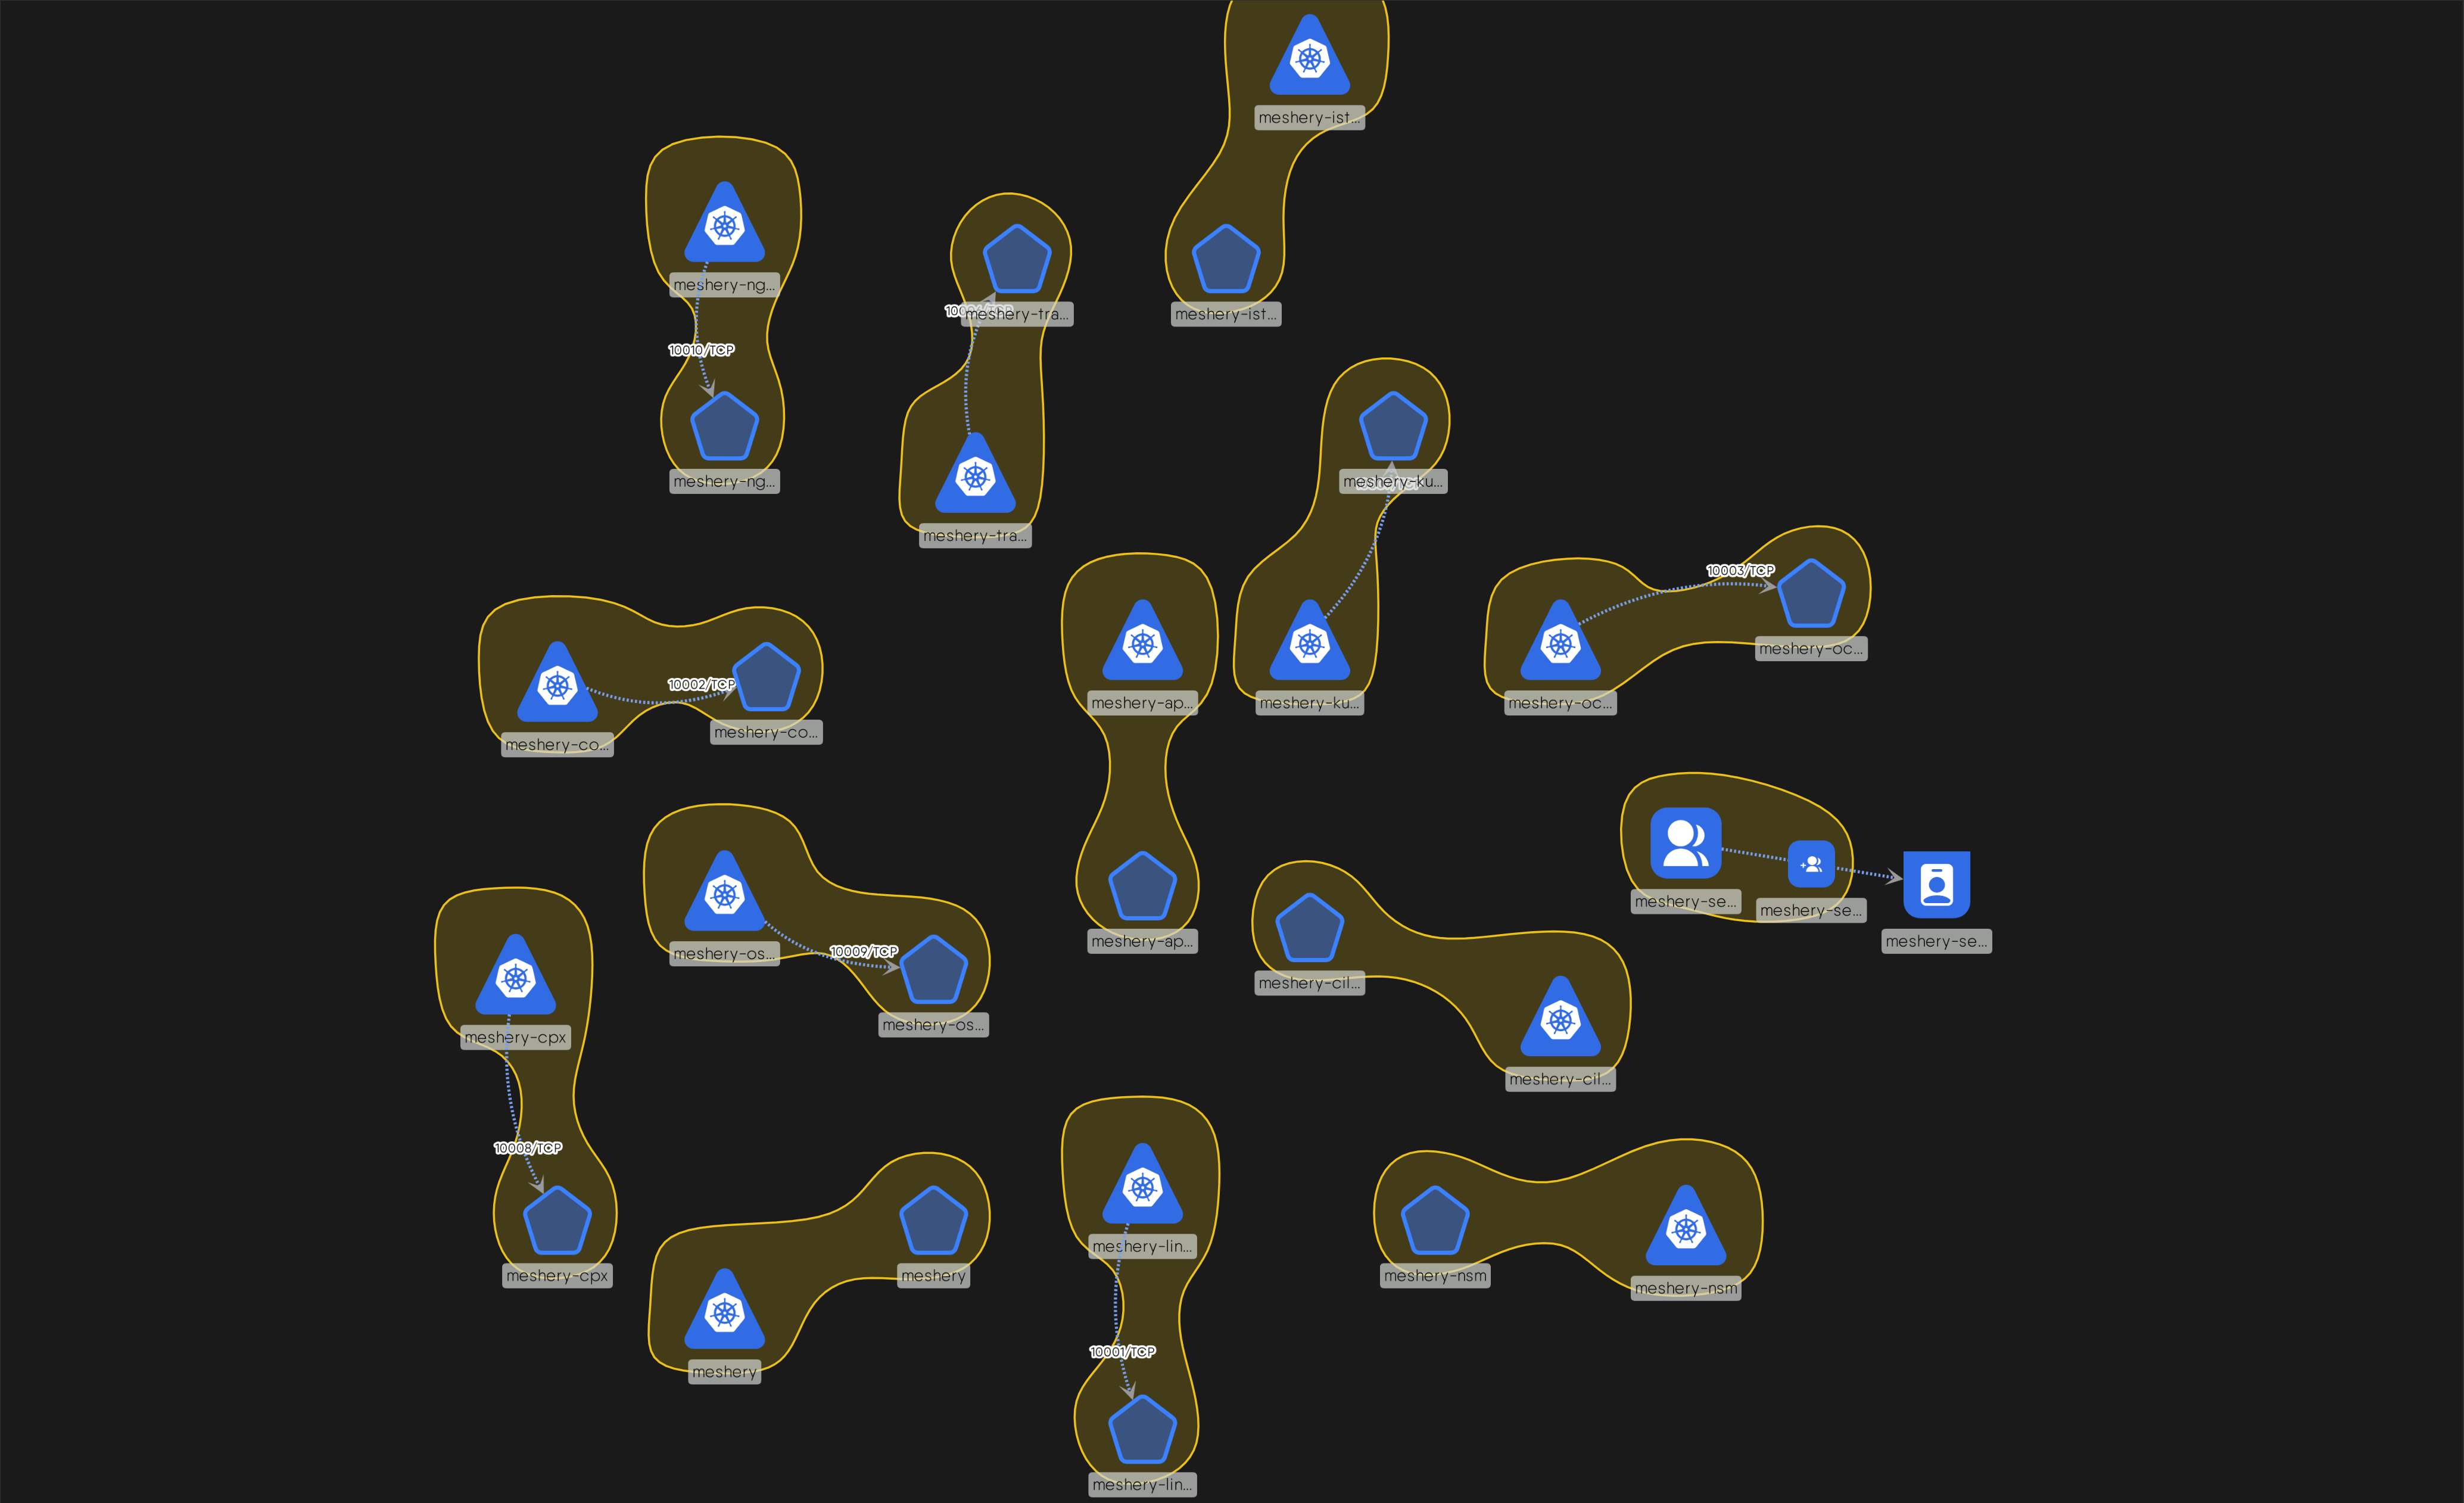 meshery-ist...
meshery-ng...
meshery-tra...
meshery-ist...
10010/TCP
meshery-ng...
meshery-ku...
meshery-tra...
10003/TCP
meshery-oc...
10002/TCP
meshery-ap...
meshery-ku...
meshery-oc...
meshery-co...
meshery-co...
meshery-se...
meshery-se...
meshery-ap...
meshery-se...
10009/TCP
meshery-os...
meshery-cil...
meshery-os...
meshery-cpx
meshery-cil...
10008/TCP
meshery-lin...
meshery-cpx
meshery
meshery-nsm
meshery-nsm
10001/TCP
meshery
meshery-lin...